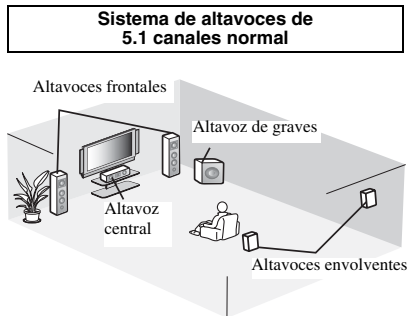 Sistema de altavoces de
5.1 canales normal
Altavoces frontales
Altavoz de graves
Altavoz
central
Altavoces envolventes